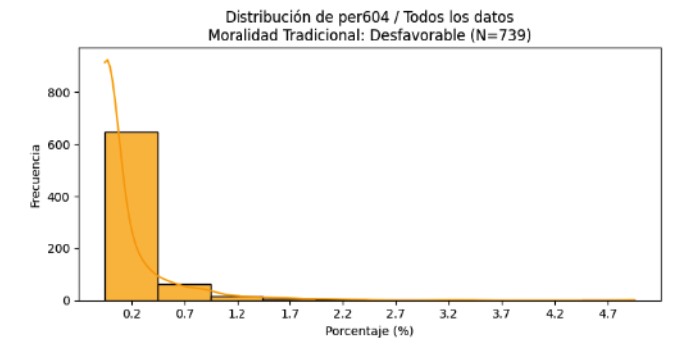 Distribución de per604 / Todos los datos
Moralidad Tradicional: Desfavorable (N=739)
Frecuencia
800
600
400
200
0
0.2 0.7 1.2 1.7 2.2 2.7 3.2 3.7 4.2 4.7
Porcentaje (%)